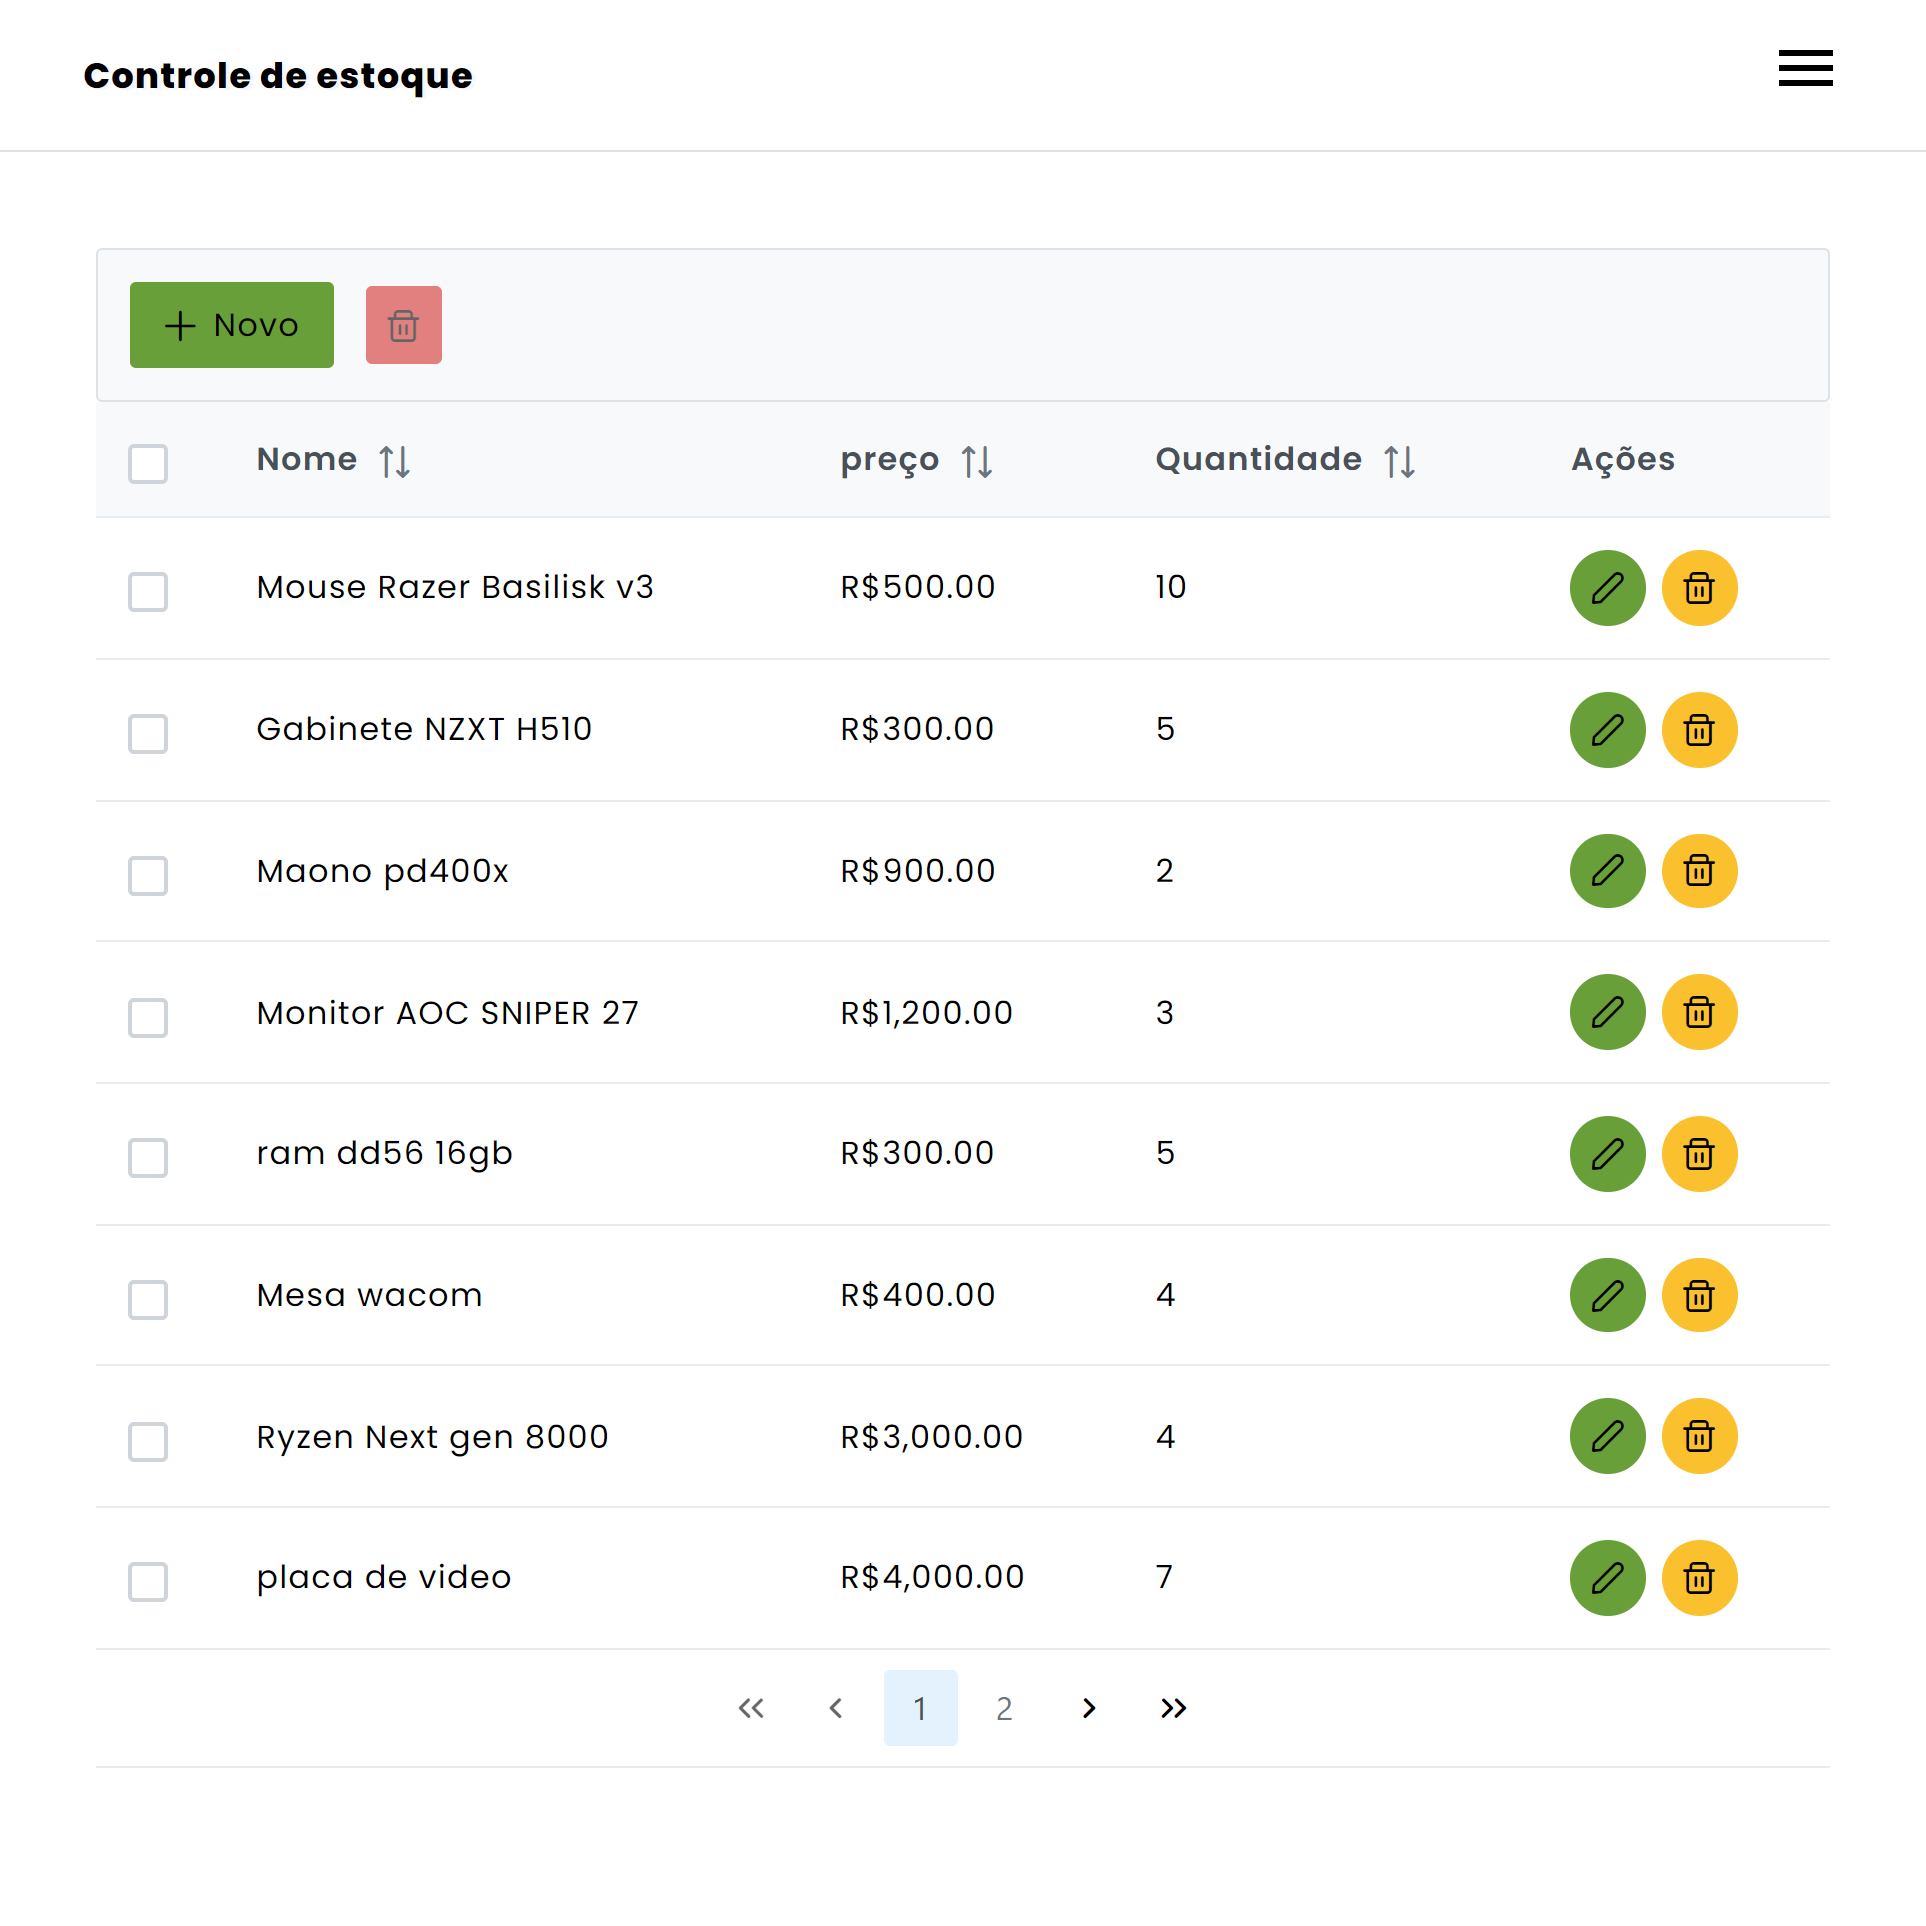 Controle de estoque
Novo
Nome preço Quantidade Ações
Mouse Razer Basilisk v3 R$500.00 10
Gabinete NZXT H510 R$300.00 5
Maono pd400x R$900.00 2
Monitor AOC SNIPER 27 R$1,200.00 3
ram dd56 16gb R$300.00 5
Mesa wacom R$400.00 4
Ryzen Next gen 8000 R$3,000.00 4
placa de video R$4,000.00 7
1 2